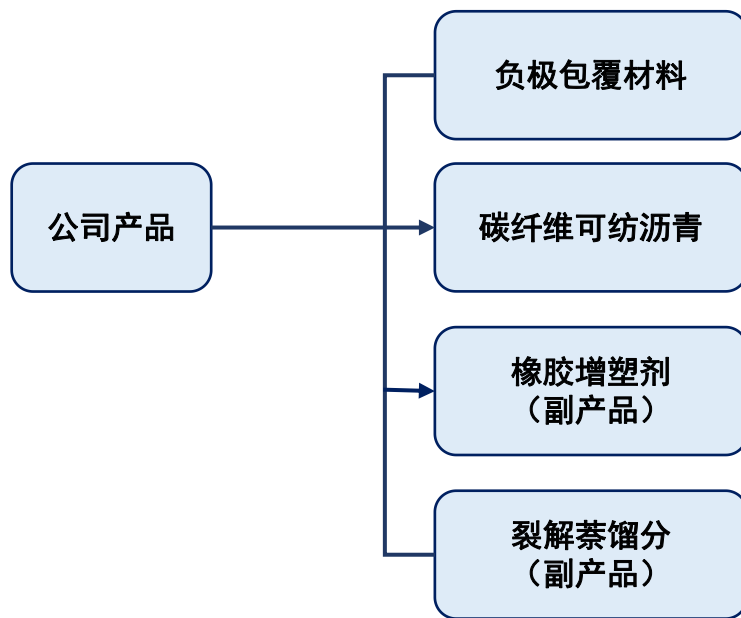 负极包覆材料
公司产品
碳纤维可纺沥青
橡胶增塑剂
（副产品）
裂解萘馏分
（副产品）